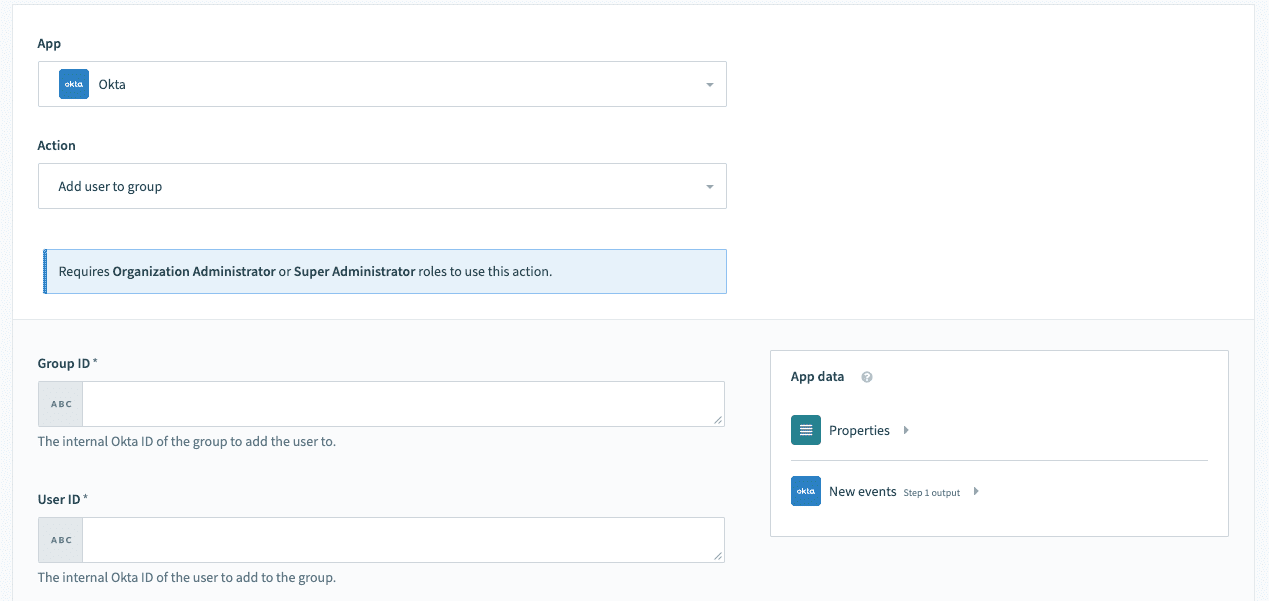 App
okta Okta
Action
Add user to group
Requires Organization Administrator or Super Administrator roles to use this action.
Group ID *
ABC
The internal Okta ID of the group to add the user to.
User ID *
ABC
The internal Okta ID of the user to add to the group.
App data ?
Properties
okta New events Step 1 output